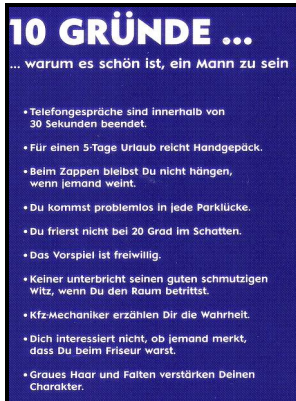 10 GRÜNDE ...
... warum es schön ist, ein Mann zu sein
• Telefongespräche sind innerhalb von
30 Sekunden beendet.
• Für einen 5-Tage Urlaub reicht Handgepäck.
• Beim Zappen bleibst Du nicht hängen,
wenn jemand weint.
• Du kommst problemlos in jede Parklücke.
• Du frierst nicht bei 20 Grad im Schatten.
• Das Vorspiel ist freiwillig.
• Keiner unterbricht seinen guten schmutzigen
Witz, wenn Du den Raum betrittst.
• Kfz-Mechaniker erzählen Dir die Wahrheit.
• Dich interessiert nicht, ob jemand merkt,
dass Du beim Friseur warst.
• Graues Haar und Falten verstärken Deinen
Charakter.